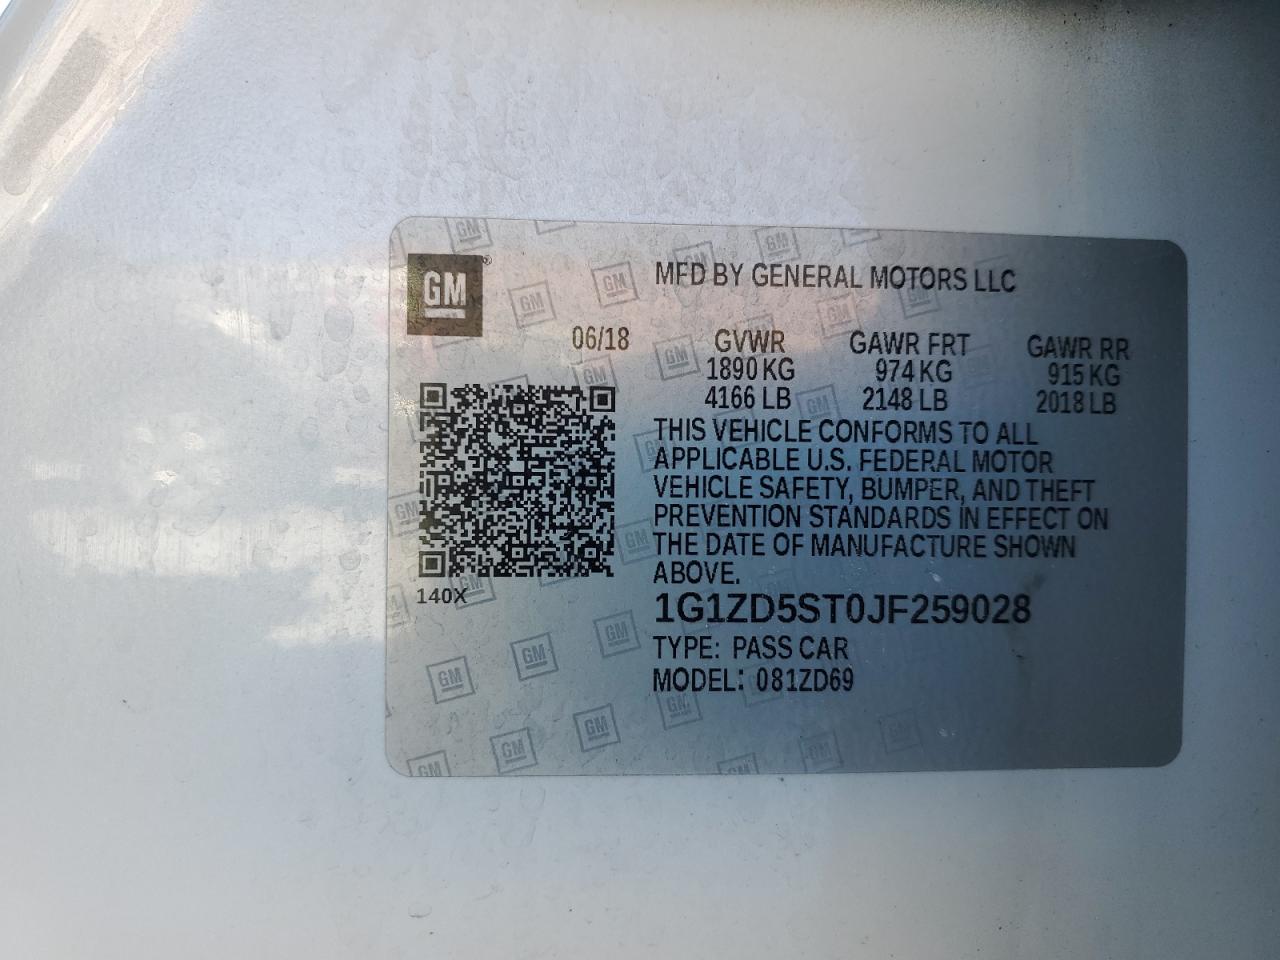 GM®
MFD BY GENERAL MOTORS LLC
06/18 GVWR GAWR FRT GAWR RR
1890 KG 974 KG 915 KG
4166 LB 2148 LB 2018 LB
THIS VEHICLE CONFORMS TO ALL
APPLICABLE U.S. FEDERAL MOTOR
VEHICLE SAFETY, BUMPER, AND THEFT
PREVENTION STANDARDS IN EFFECT ON
THE DATE OF MANUFACTURE SHOWN
ABOVE.
140X
1G1ZD5ST0JF259028
TYPE: PASS CAR
MODEL: 081ZD69